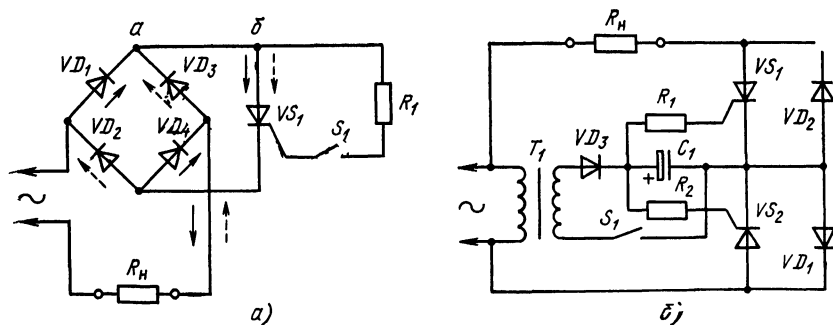 а
б
VD1
VD3
VD2
VD4
VS1
S1
R1
~
Rн
а)
Rн
VS1
R1
VD2
T1
VD3
C1
+
R2
~
S1
VS2
VD1
б)